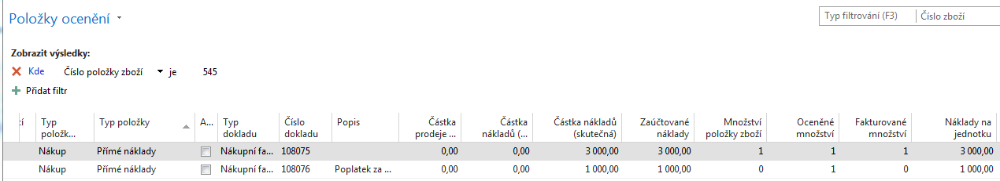 Položky ocenění
Typ filtrování (F3) Číslo zboží
Zobrazit výsledky:
Kde Číslo položky zboží je 545
Přidat filtr
Typ položk... Typ položky A... Typ dokladu Číslo dokladu Popis Částka prodeje ... Částka nákladů (... Částka nákladů (skutečná) Zaúčtované náklady Množství položky zboží Oceněné množství Fakturované množství Náklady na jednotku
Nákup Přímé náklady Nákupní fa... 108075 0,00 0,00 3 000,00 3 000,00 1 1 1 3 000,00
Nákup Přímé náklady Nákupní fa... 108076 Poplatek za ... 0,00 0,00 1 000,00 1 000,00 0 1 0 1 000,00